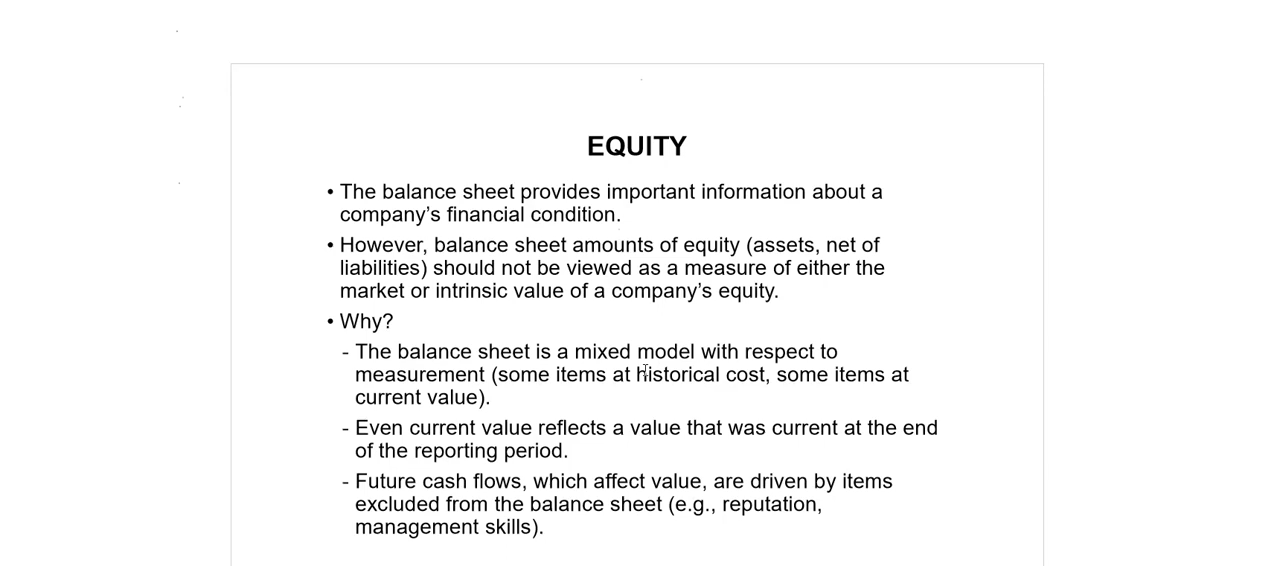 EQUITY
• The balance sheet provides important information about a
company’s financial condition.
• However, balance sheet amounts of equity (assets, net of
liabilities) should not be viewed as a measure of either the
market or intrinsic value of a company’s equity.
• Why?
- The balance sheet is a mixed model with respect to
measurement (some items at historical cost, some items at
current value).
- Even current value reflects a value that was current at the end
of the reporting period.
- Future cash flows, which affect value, are driven by items
excluded from the balance sheet (e.g., reputation,
management skills).